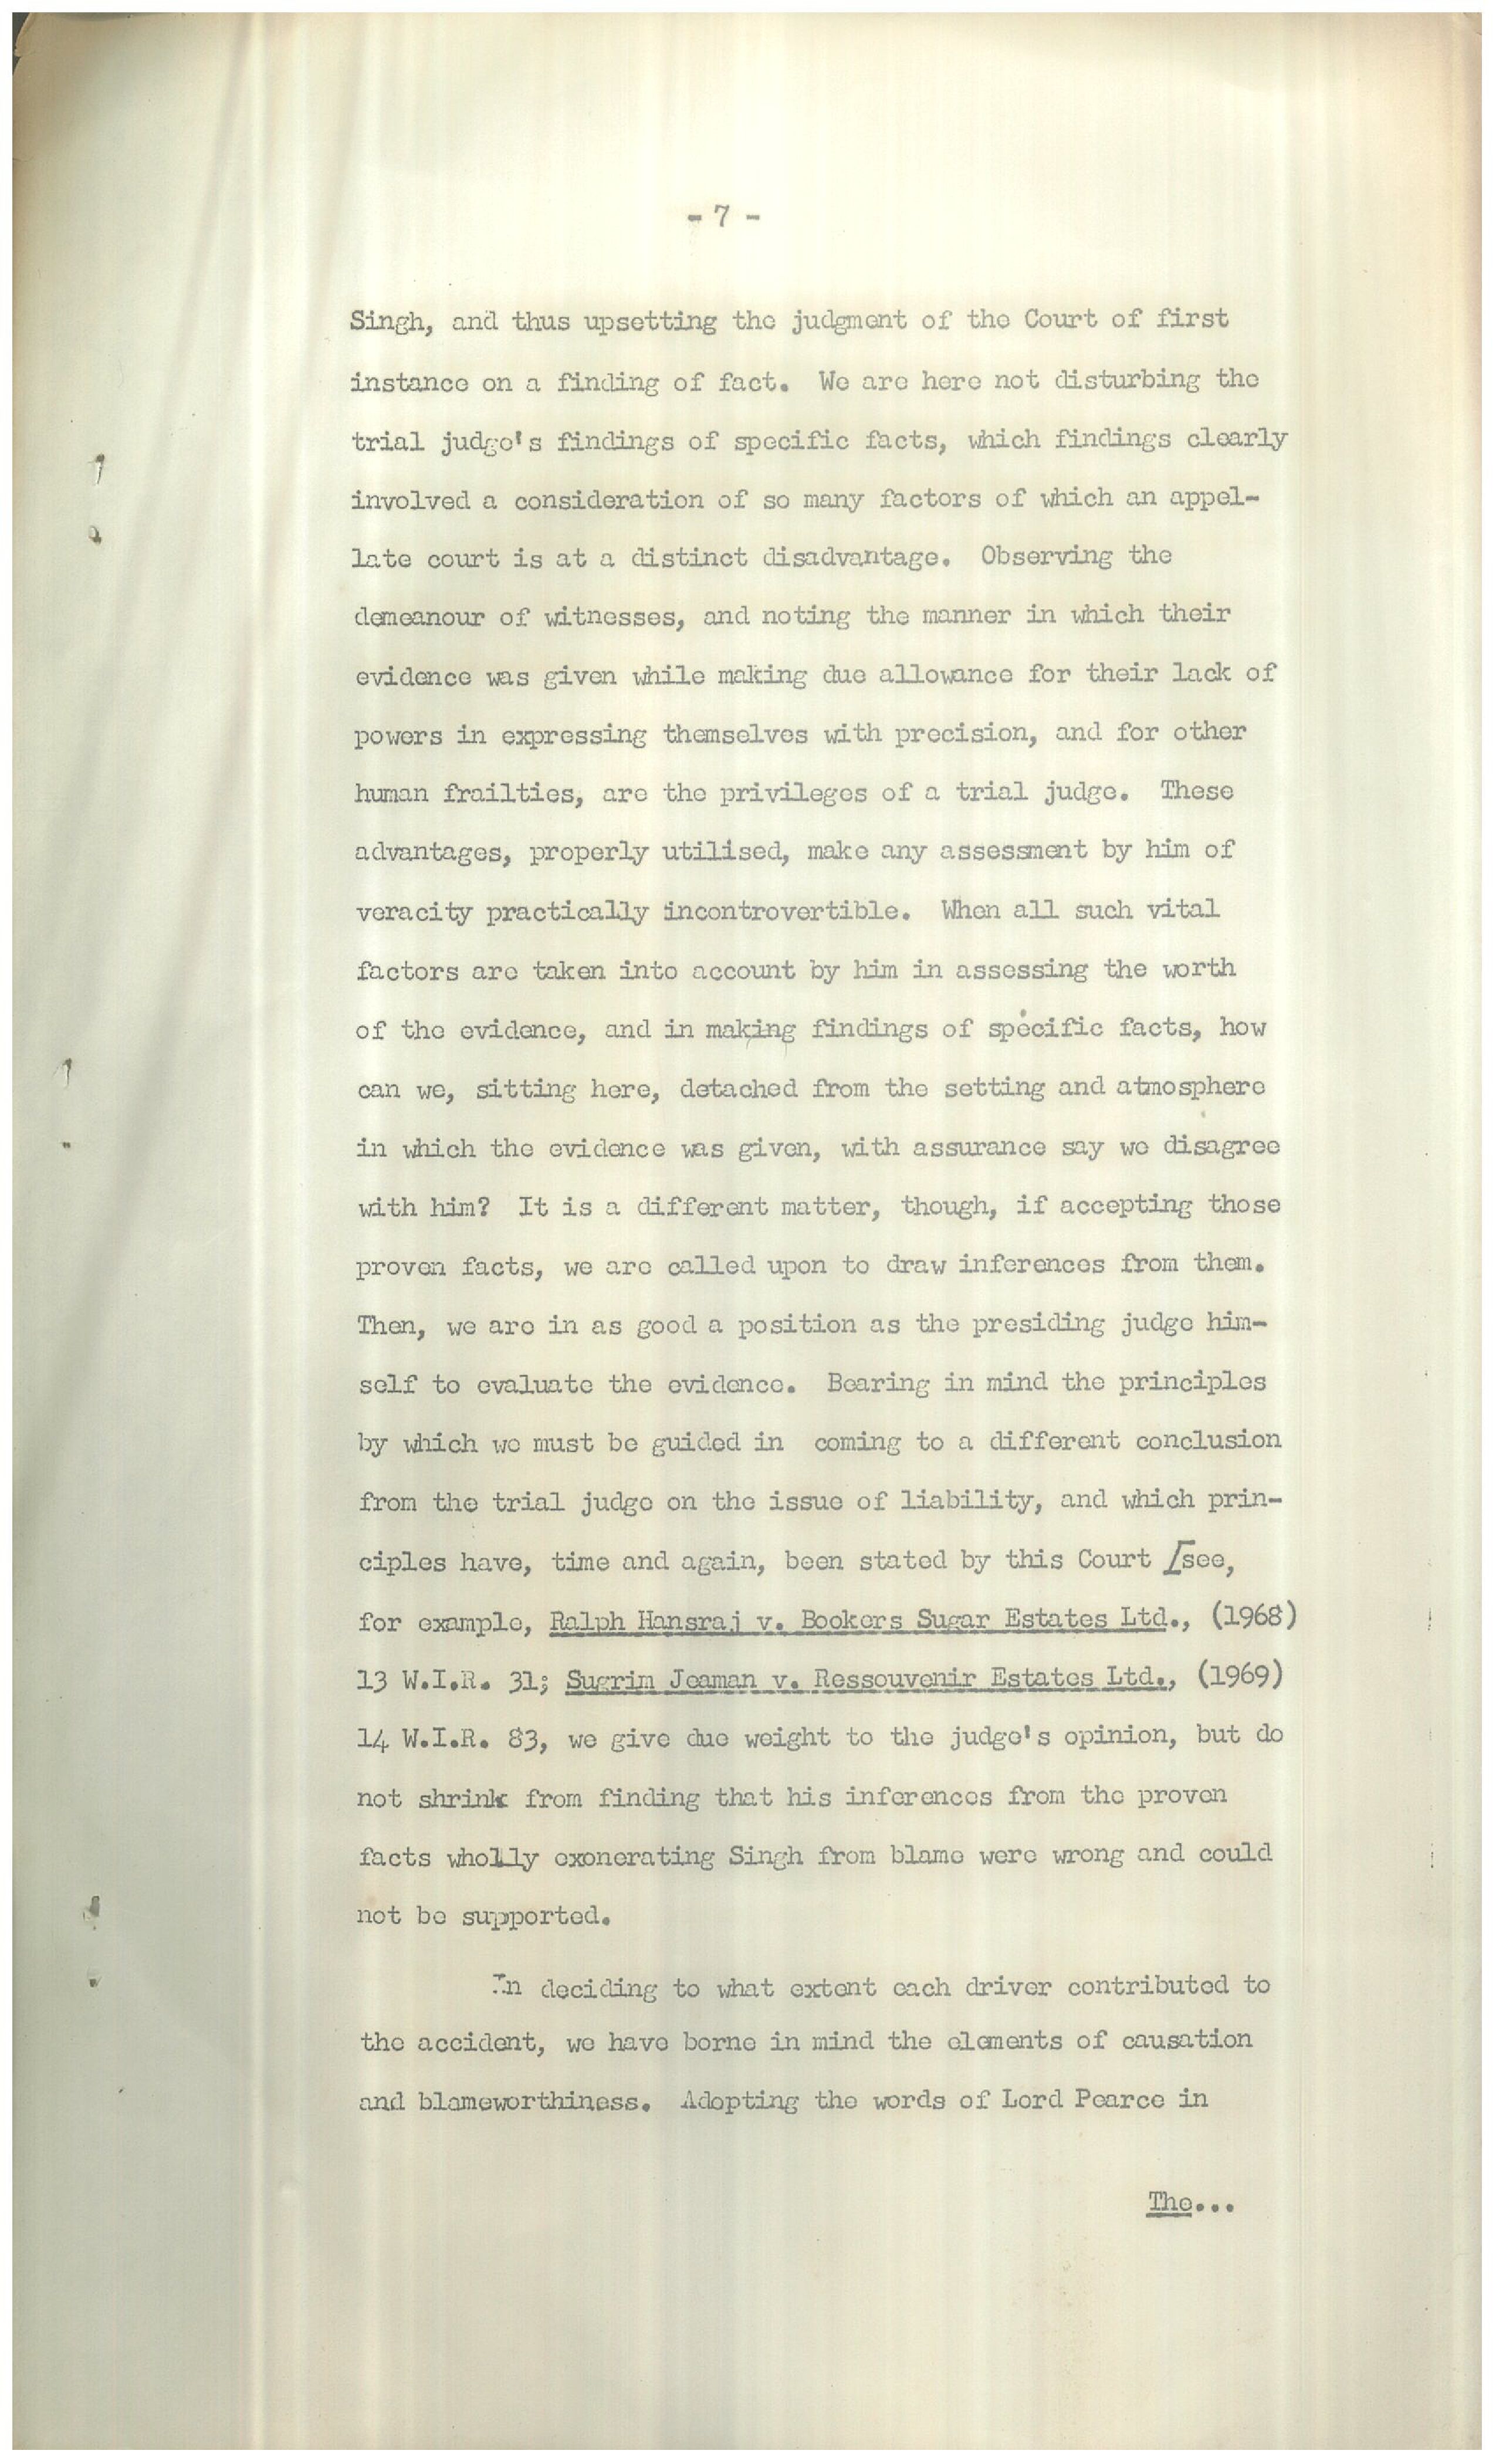 - 7 -
Singh, and thus upsetting the judgment of the Court of first
instance on a finding of fact. We are here not disturbing the
trial judge's findings of specific facts, which findings clearly
involved a consideration of so many factors of which an appel-
late court is at a distinct disadvantage. Observing the
demeanour of witnesses, and noting the manner in which their
evidence was given while making due allowance for their lack of
powers in expressing themselves with precision, and for other
human frailties, are the privileges of a trial judge. These
advantages, properly utilised, make any assessment by him of
veracity practically incontrovertible. When all such vital
factors are taken into account by him in assessing the worth
of the evidence, and in making findings of specific facts, how
can we, sitting here, detached from the setting and atmosphere
in which the evidence was given, with assurance say we disagree
with him? It is a different matter, though, if accepting those
proven facts, we are called upon to draw inferences from them.
Then, we are in as good a position as the presiding judge him-
self to evaluate the evidence. Bearing in mind the principles
by which we must be guided in coming to a different conclusion
from the trial judge on the issue of liability, and which prin-
ciples have, time and again, been stated by this Court [see,
for example, Ralph Hansraj v. Bookers Sugar Estates Ltd., (1968)
13 W.I.R. 31; Sugrim Jeaman v. Ressouvenir Estates Ltd., (1969)
14 W.I.R. 83, we give due weight to the judge's opinion, but do
not shrink from finding that his inferences from the proven
facts wholly exonerating Singh from blame were wrong and could
not be supported.
In deciding to what extent each driver contributed to
the accident, we have borne in mind the elements of causation
and blameworthiness. Adopting the words of Lord Pearce in
The...